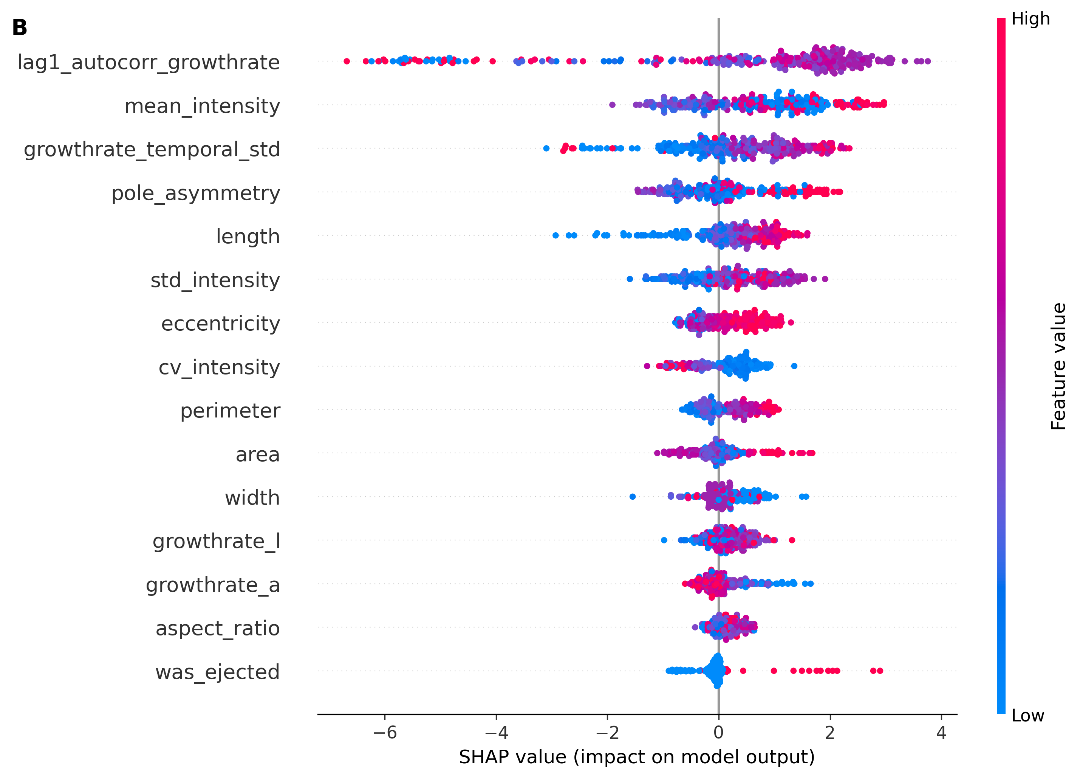 B
High
lag1_autocorr_growthrate
mean_intensity
growthrate_temporal_std
pole_asymmetry
length
std_intensity
eccentricity
cv_intensity
perimeter
area
width
growthrate_l
growthrate_a
aspect_ratio
was_ejected
Feature value
Low
−6 −4 −2 0 2 4
SHAP value (impact on model output)